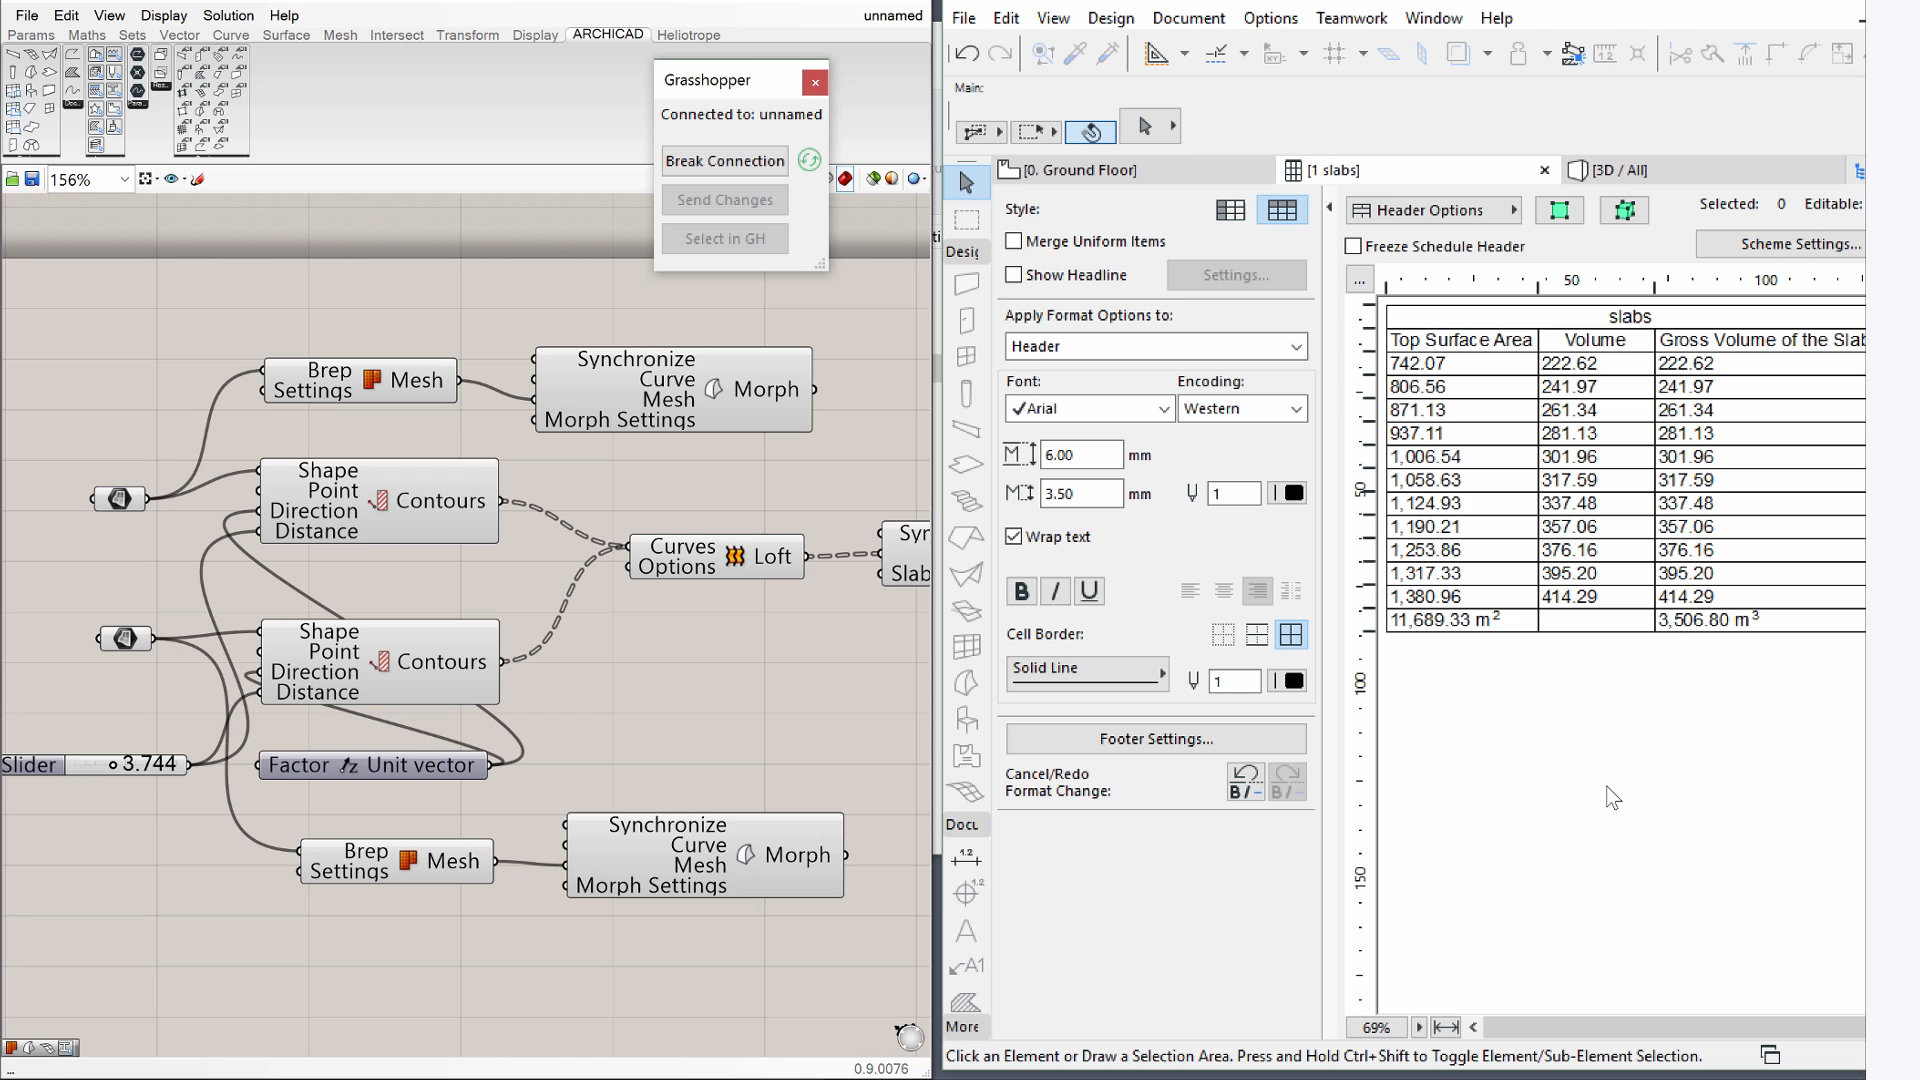 File Edit View Display Solution Help
unnamed
Params Maths Sets Vector Curve Surface Mesh Intersect Transform Display ARCHICAD Heliotrope
156%
Grasshopper
Connected to: unnamed
Break Connection
Send Changes
Select in GH
Brep
Settings
Mesh
Synchronize
Curve
Mesh
Morph Settings
Morph
Shape
Point
Direction
Distance
Contours
Curves
Options
Loft
Syn
Slab
Shape
Point
Direction
Distance
Contours
Slider
3.744
Factor
Unit vector
Brep
Settings
Mesh
Synchronize
Curve
Mesh
Morph Settings
Morph
...
0.9.0076
File Edit View Design Document Options Teamwork Window Help
Main:
[0. Ground Floor]
[1 slabs]
[3D / All]
Desig
Docu
More
Style:
Merge Uniform Items
Show Headline
Settings...
Apply Format Options to:
Header
Font:
Encoding:
Arial
Western
6.00 mm
3.50 mm
1
Wrap text
B I U
Cell Border:
Solid Line
1
Footer Settings...
Cancel/Redo
Format Change:
B/- B/-
Header Options
Selected: 0 Editable:
Freeze Schedule Header
Scheme Settings...
...
50 100
50
100
150
slabs
Top Surface Area Volume Gross Volume of the Slab
742.07 222.62 222.62
806.56 241.97 241.97
871.13 261.34 261.34
937.11 281.13 281.13
1,006.54 301.96 301.96
1,058.63 317.59 317.59
1,124.93 337.48 337.48
1,190.21 357.06 357.06
1,253.86 376.16 376.16
1,317.33 395.20 395.20
1,380.96 414.29 414.29
11,689.33 m² 3,506.80 m³
69%
Click an Element or Draw a Selection Area. Press and Hold Ctrl+Shift to Toggle Element/Sub-Element Selection.